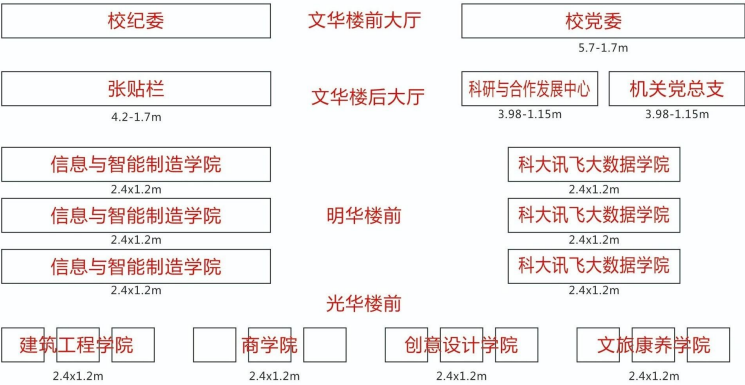 校纪委
文华楼前大厅
校党委
5.7-1.7m
张贴栏
文华楼后大厅
科研与合作发展中心
机关党总支
4.2-1.7m
3.98-1.15m
3.98-1.15m
信息与智能制造学院
科大讯飞大数据学院
2.4x1.2m
2.4x1.2m
信息与智能制造学院
明华楼前
科大讯飞大数据学院
2.4x1.2m
2.4x1.2m
信息与智能制造学院
科大讯飞大数据学院
2.4x1.2m
2.4x1.2m
光华楼前
建筑工程学院
商学院
创意设计学院
文旅康养学院
2.4x1.2m
2.4x1.2m
2.4x1.2m
2.4x1.2m